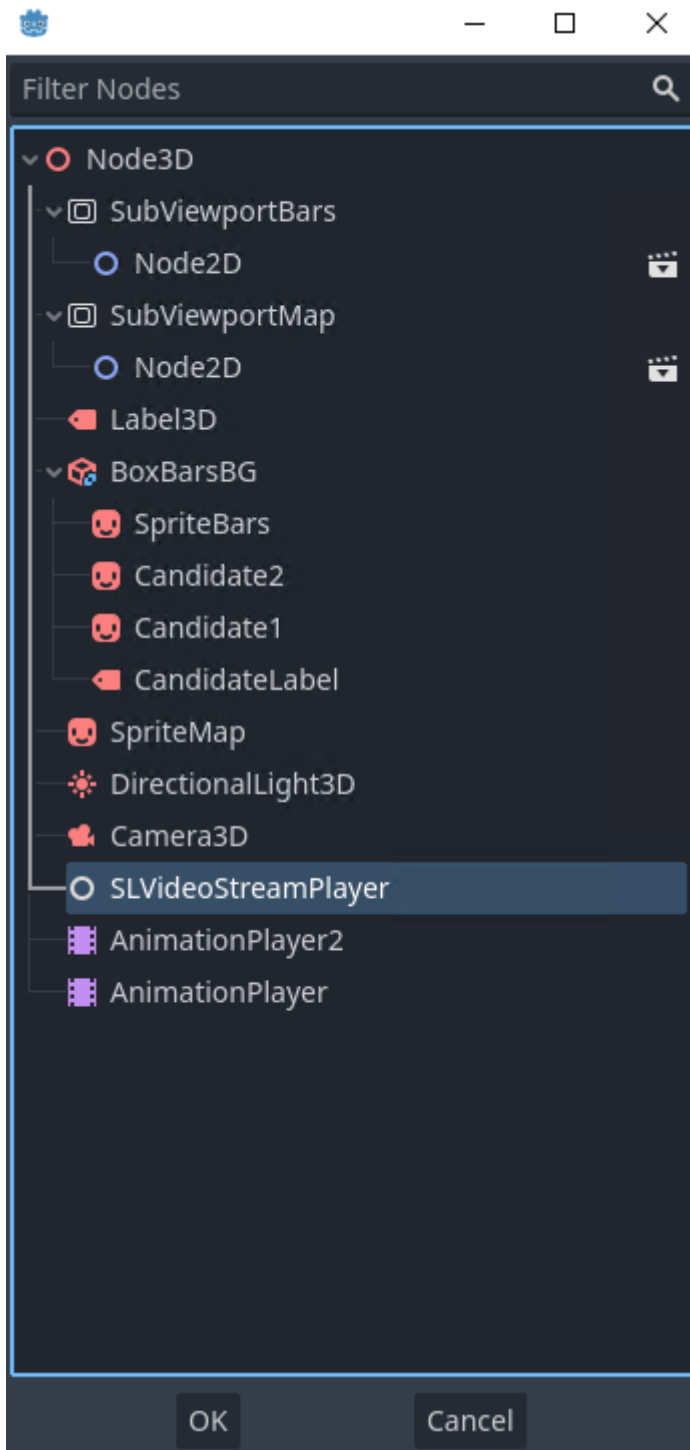 Filter Nodes
Node3D
SubViewportBars
Node2D
SubViewportMap
Node2D
Label3D
BoxBarsBG
SpriteBars
Candidate2
Candidate1
CandidateLabel
SpriteMap
DirectionalLight3D
Camera3D
SLVideoStreamPlayer
AnimationPlayer2
AnimationPlayer
OK Cancel